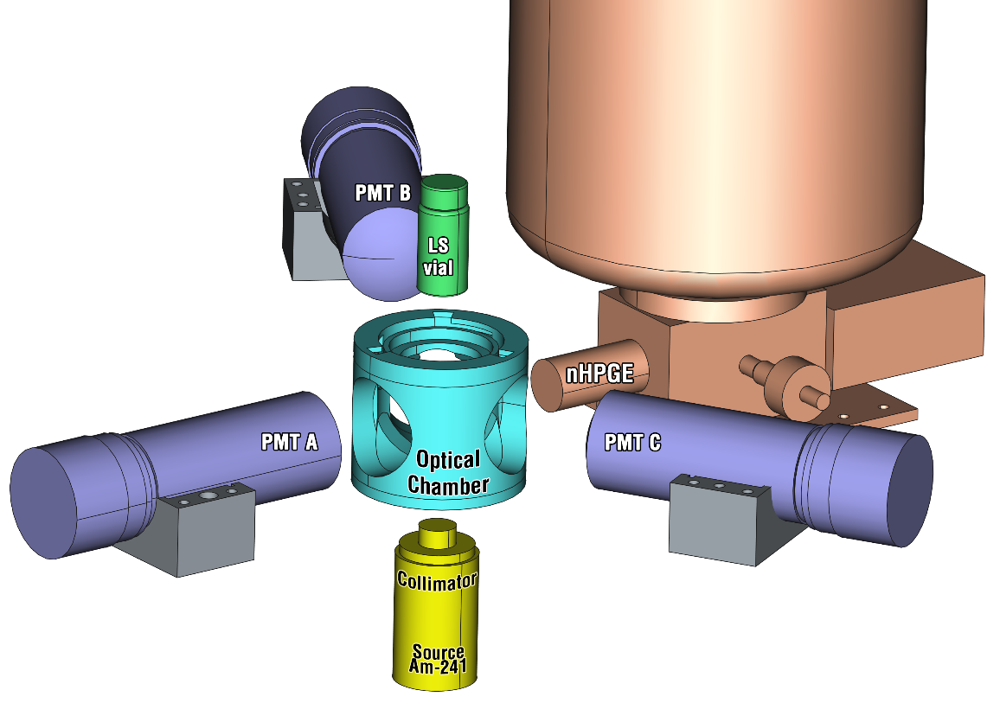 PMT B
LS
vial
nHPGE
PMT A
PMT C
Optical
Chamber
Collimator
Source
Am-241